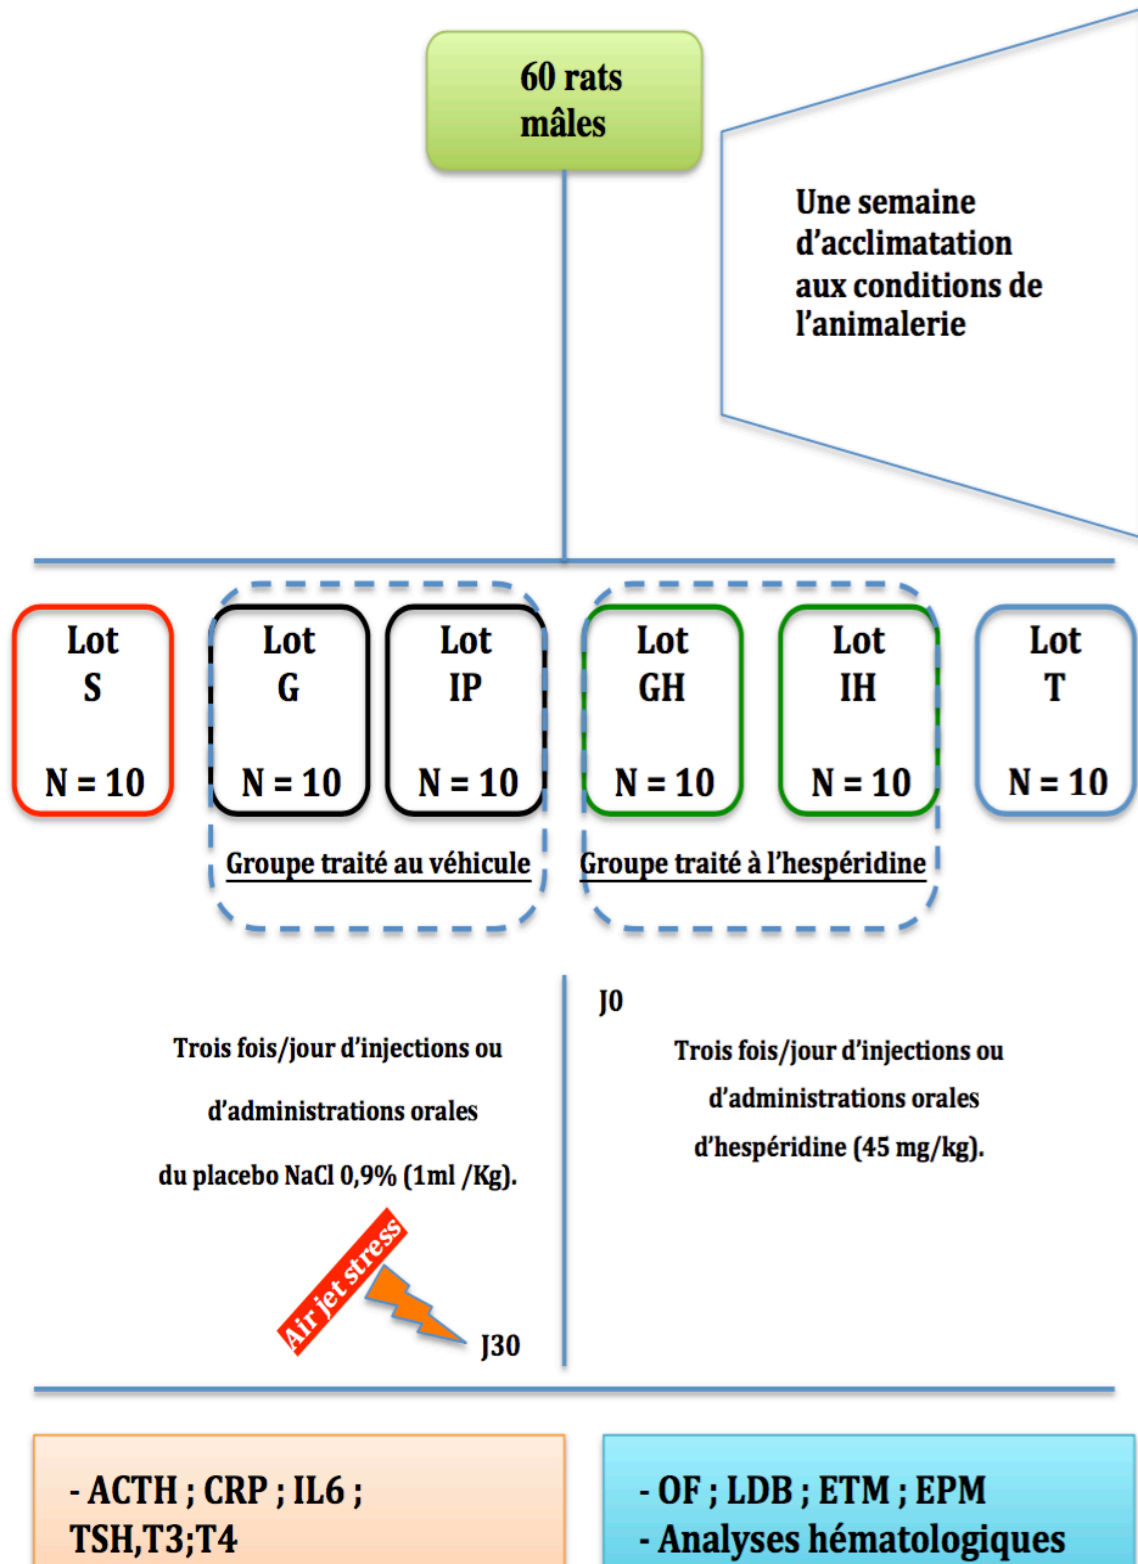 60 rats
mâles
Une semaine
d'acclimatation
aux conditions de
l'animalerie
Lot
S
N = 10
Lot
G
N = 10
Lot
IP
N = 10
Lot
GH
N = 10
Lot
IH
N = 10
Lot
T
N = 10
Groupe traité au véhicule
Groupe traité à l'hespéridine
J0
Trois fois/jour d'injections ou
d'administrations orales
du placebo NaCl 0,9% (1ml /Kg).
Trois fois/jour d'injections ou
d'administrations orales
d'hespéridine (45 mg/kg).
Air jet stress
J30
- ACTH ; CRP ; IL6 ;
TSH,T3;T4
- OF ; LDB ; ETM ; EPM
- Analyses hématologiques